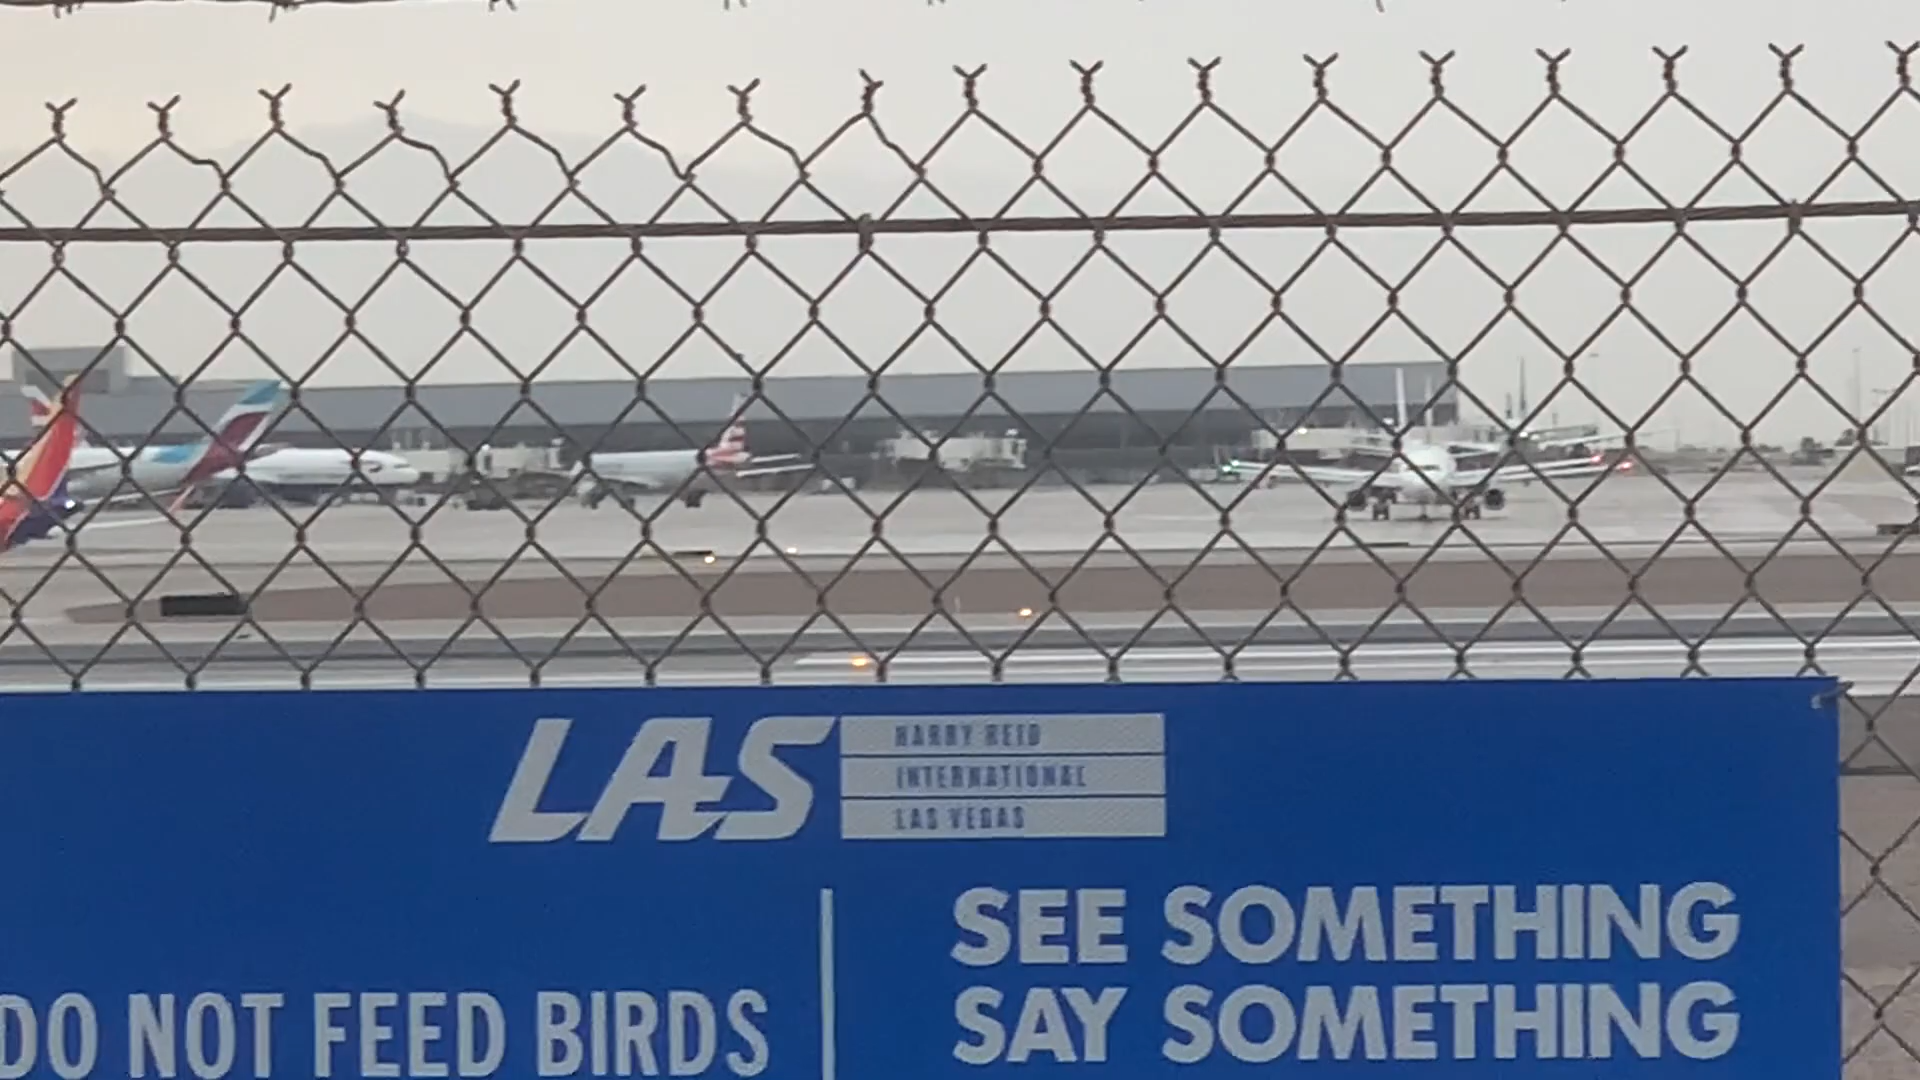 LAS
HARRY REID
INTERNATIONAL
LAS VEGAS
SEE SOMETHING
SAY SOMETHING
DO NOT FEED BIRDS